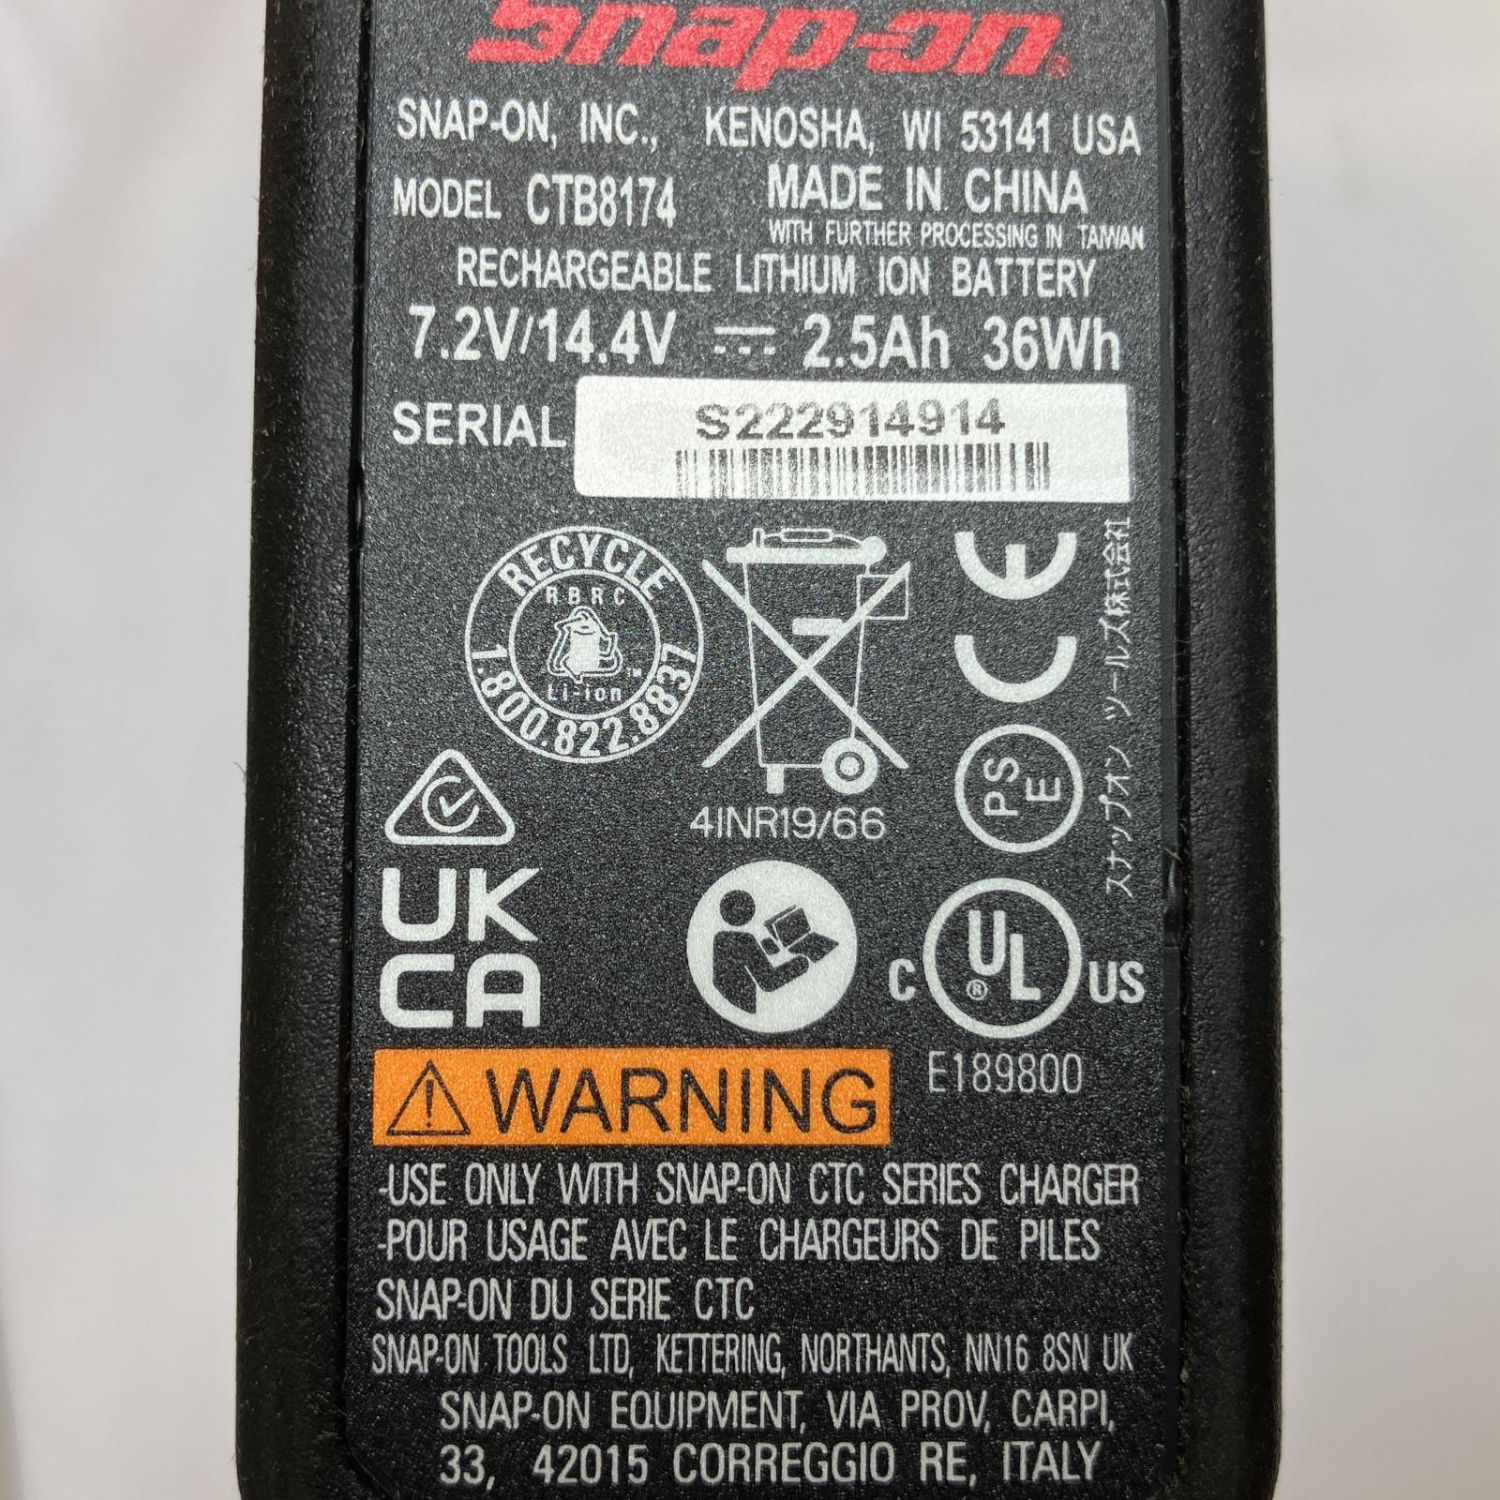 Snap-on®
SNAP-ON, INC., KENOSHA, WI 53141 USA
MODEL CTB8174 MADE IN CHINA
WITH FURTHER PROCESSING IN TAIWAN
RECHARGEABLE LITHIUM ION BATTERY
7.2V/14.4V 2.5Ah 36Wh
SERIAL S222914914
RECYCLE
RBRC
Li-ion ™
1.800.822.8837
4INR19/66
CE
PSE
スナップオン ツールズ株式会社
UK
CA
C UL® US
E189800
WARNING
-USE ONLY WITH SNAP-ON CTC SERIES CHARGER
-POUR USAGE AVEC LE CHARGEURS DE PILES
SNAP-ON DU SERIE CTC
SNAP-ON TOOLS LTD, KETTERING, NORTHANTS, NN16 8SN UK
SNAP-ON EQUIPMENT, VIA PROV, CARPI,
33, 42015 CORREGGIO RE, ITALY